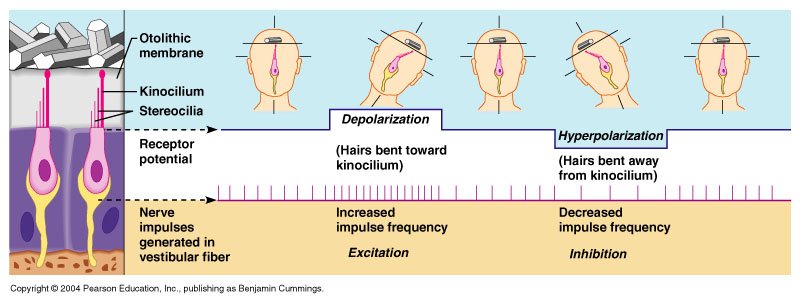 Otolithic
membrane
Kinocilium
Stereocilia
Depolarization
Hyperpolarization
Receptor
potential
(Hairs bent toward
kinocilium)
(Hairs bent away
from kinocilium)
Nerve
impulses
generated in
vestibular fiber
Increased
impulse frequency
Excitation
Decreased
impulse frequency
Inhibition
Copyright © 2004 Pearson Education, Inc., publishing as Benjamin Cummings.